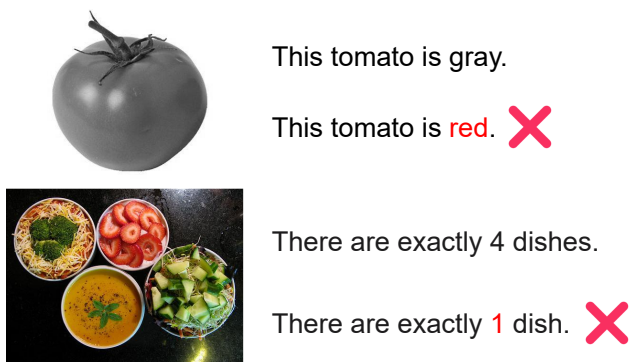 This tomato is gray.
This tomato is red.
There are exactly 4 dishes.
There are exactly 1 dish.